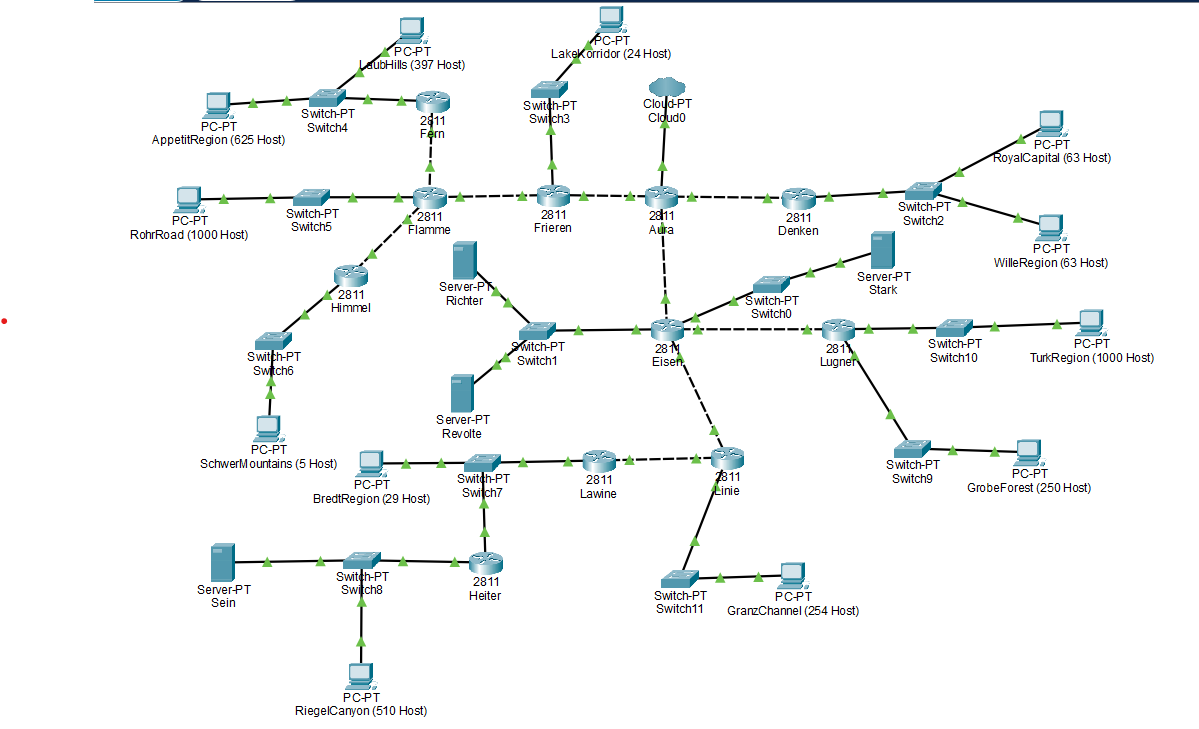 PC-PT
LaubHills (397 Host)
PC-PT
LakeKorridor (24 Host)
Switch-PT
Switch4
2811
Fern
PC-PT
AppetitRegion (625 Host)
Switch-PT
Switch3
Cloud-PT
Cloud0
PC-PT
RoyalCapital (63 Host)
PC-PT
RohrRoad (1000 Host)
Switch-PT
Switch5
2811
Flamme
2811
Frieren
2811
Aura
2811
Denken
Switch-PT
Switch2
PC-PT
WilleRegion (63 Host)
2811
Himmel
Server-PT
Richter
Switch-PT
Switch0
Server-PT
Stark
Switch-PT
Switch6
Switch-PT
Switch1
2811
Eisen
2811
Lugner
Switch-PT
Switch10
PC-PT
TurkRegion (1000 Host)
Server-PT
Revolte
PC-PT
SchwerMountains (5 Host)
PC-PT
BredtRegion (29 Host)
Switch-PT
Switch7
2811
Lawine
2811
Linie
Switch-PT
Switch9
PC-PT
GrobeForest (250 Host)
Server-PT
Sein
Switch-PT
Switch8
2811
Heiter
Switch-PT
Switch11
PC-PT
GranzChannel (254 Host)
PC-PT
RiegelCanyon (510 Host)